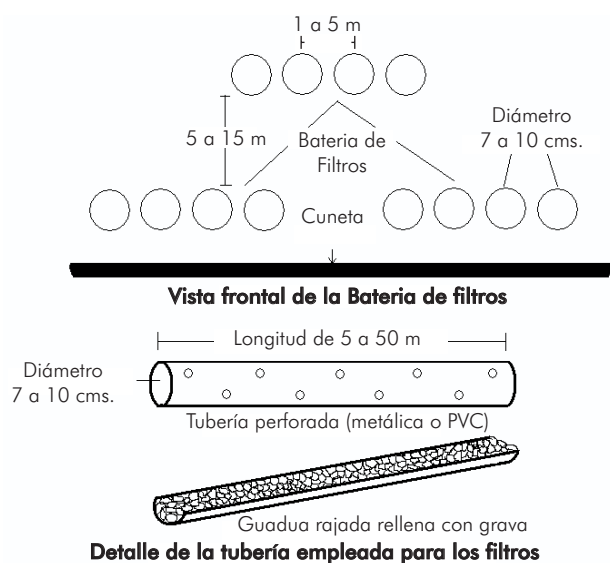 1 a 5 m
5 a 15 m
Bateria de
Filtros
Diámetro
7 a 10 cms.
Cuneta
Vista frontal de la Bateria de filtros
Longitud de 5 a 50 m
Diámetro
7 a 10 cms.
Tubería perforada (metálica o PVC)
Guadua rajada rellena con grava
Detalle de la tubería empleada para los filtros